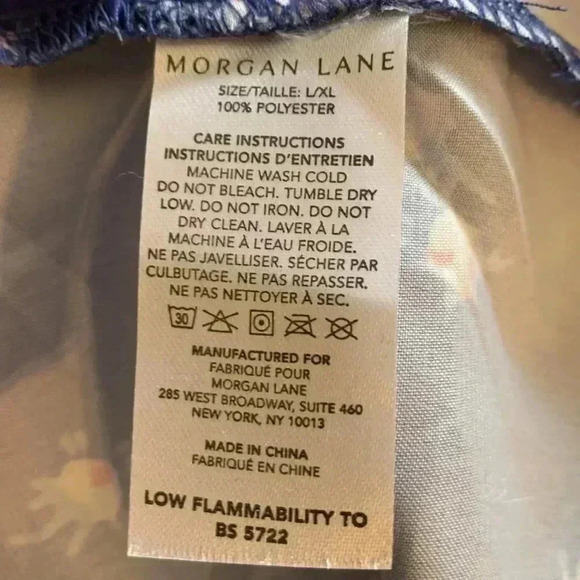 MORGAN LANE
SIZE/TAILLE: L/XL
100% POLYESTER
CARE INSTRUCTIONS
INSTRUCTIONS D'ENTRETIEN
MACHINE WASH COLD
DO NOT BLEACH. TUMBLE DRY
LOW. DO NOT IRON. DO NOT
DRY CLEAN. LAVER À LA
MACHINE À L'EAU FROIDE.
NE PAS JAVELLISER. SÉCHER PAR
CULBUTAGE. NE PAS REPASSER.
NE PAS NETTOYER À SEC.
30
MANUFACTURED FOR
FABRIQUÉ POUR
MORGAN LANE
285 WEST BROADWAY, SUITE 460
NEW YORK, NY 10013
MADE IN CHINA
FABRIQUÉ EN CHINE
LOW FLAMMABILITY TO
BS 5722